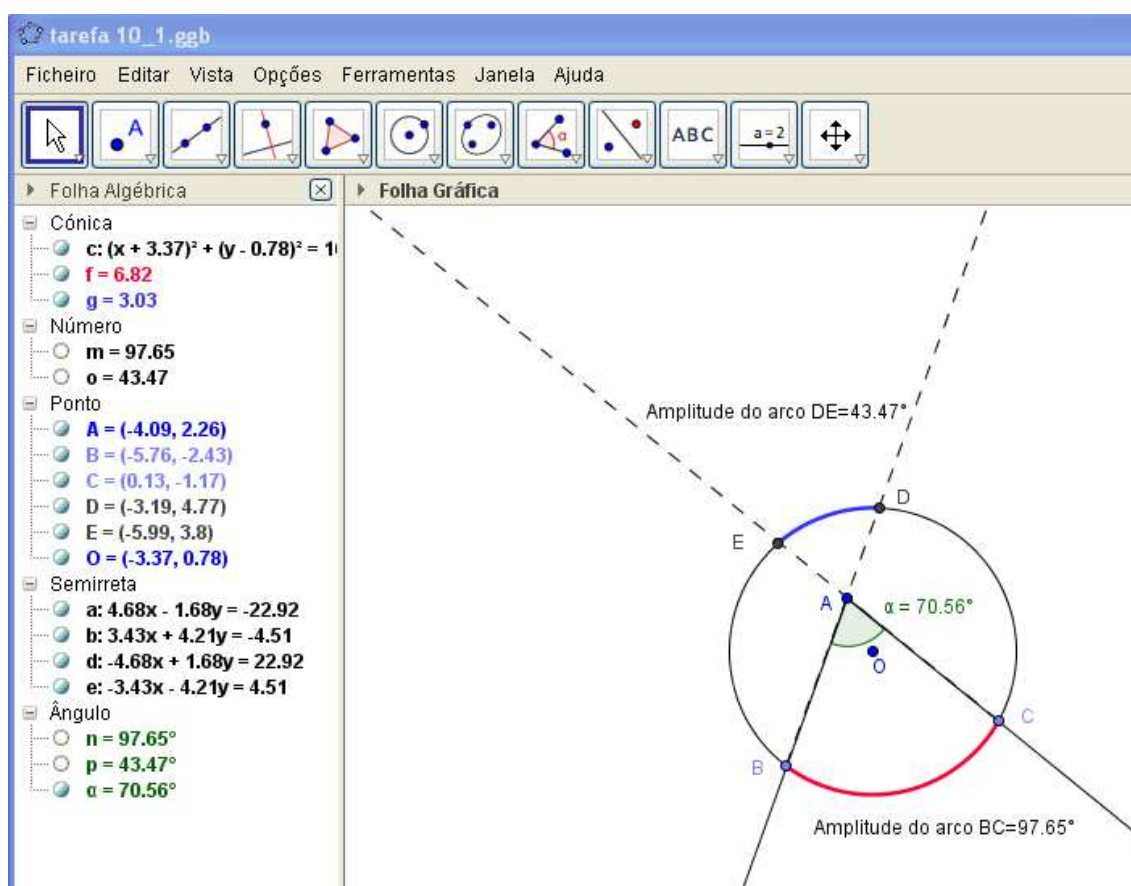 tarefa 10_1.ggb
Ficheiro Editar Vista Opções Ferramentas Janela Ajuda
A
α
ABC
a=2
Folha Algébrica
Folha Gráfica
Cónica
c: (x + 3.37)² + (y - 0.78)² = 1
f = 6.82
g = 3.03
Número
m = 97.65
o = 43.47
Ponto
A = (-4.09, 2.26)
B = (-5.76, -2.43)
C = (0.13, -1.17)
D = (-3.19, 4.77)
E = (-5.99, 3.8)
O = (-3.37, 0.78)
Semirreta
a: 4.68x - 1.68y = -22.92
b: 3.43x + 4.21y = -4.51
d: -4.68x + 1.68y = 22.92
e: -3.43x - 4.21y = 4.51
Ângulo
n = 97.65°
p = 43.47°
α = 70.56°
Amplitude do arco DE=43.47°
D
E
A
α = 70.56°
O
C
B
Amplitude do arco BC=97.65°